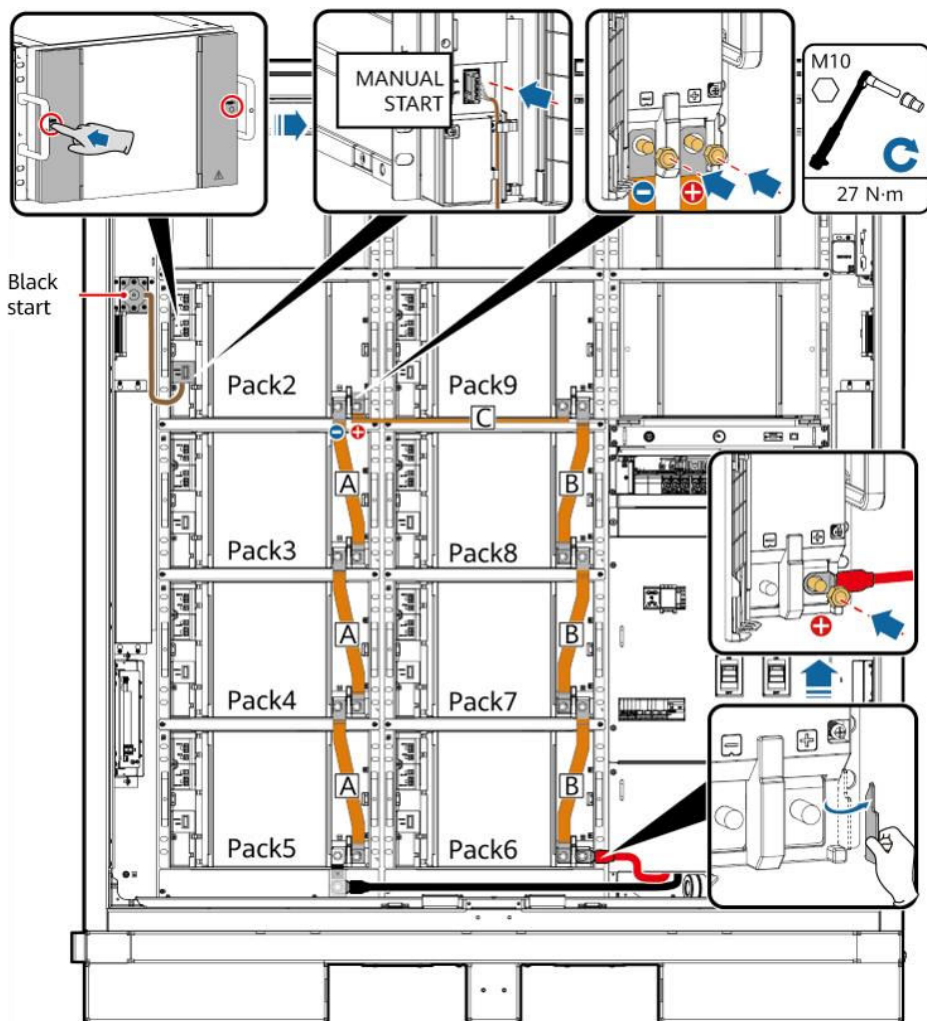 MANUAL
START
M10
27 N·m
Black
start
Pack2
Pack9
C
A
B
Pack3
Pack8
A
B
Pack4
Pack7
A
B
Pack5
Pack6